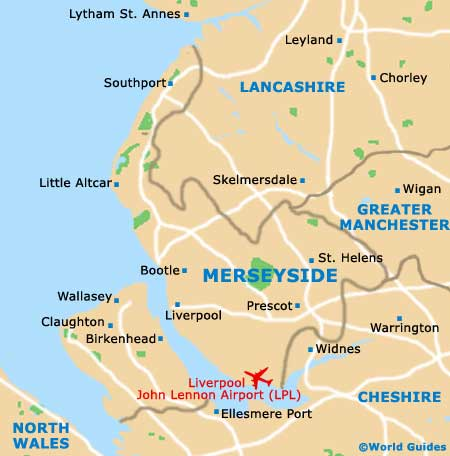 Lytham St. Annes
Leyland
Southport
LANCASHIRE
Chorley
Little Altcar
Skelmersdale
Wigan
GREATER
MANCHESTER
Bootle
MERSEYSIDE
St. Helens
Wallasey
Liverpool
Prescot
Claughton
Birkenhead
Warrington
Widnes
Liverpool
John Lennon Airport (LPL)
CHESHIRE
Ellesmere Port
NORTH
WALES
©World Guides